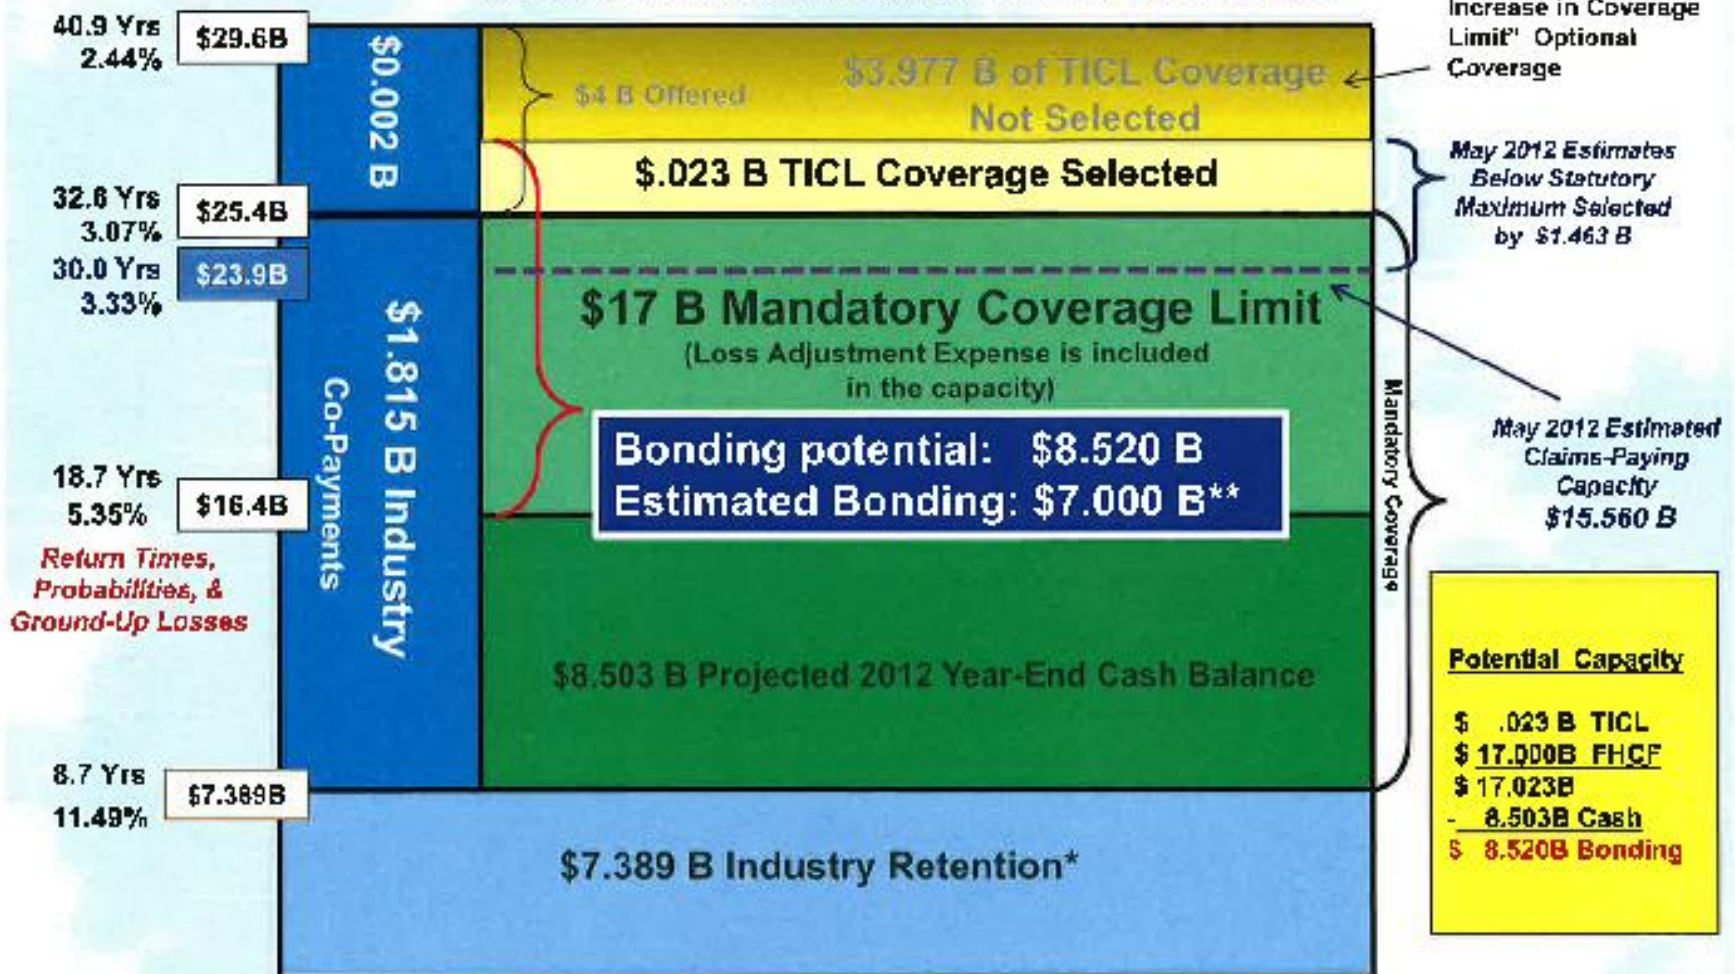 Increase in Coverage
Limit" Optional
Coverage
40.9 Yrs
2.44%
$29.6B
$0.002 B
$4 B Offered
$3.977 B of TICL Coverage
Not Selected
$.023 B TICL Coverage Selected
May 2012 Estimates
Below Statutory
Maximum Selected
by $1.463 B
32.6 Yrs
3.07%
$25.4B
30.0 Yrs
3.33%
$23.9B
$17 B Mandatory Coverage Limit
(Loss Adjustment Expense is included
in the capacity)
$1.815 B Industry
Co-Payments
Bonding potential: $8.520 B
Estimated Bonding: $7.000 B**
Mandatory Coverage
May 2012 Estimated
Claims-Paying
Capacity
$15.560 B
18.7 Yrs
5.35%
$16.4B
Return Times,
Probabilities, &
Ground-Up Losses
$8.503 B Projected 2012 Year-End Cash Balance
Potential Capacity
$ .023 B TICL
$ 17.000B FHCF
$ 17.023B
- 8.503B Cash
$ 8.520B Bonding
8.7 Yrs
11.49%
$7.389B
$7.389 B Industry Retention*